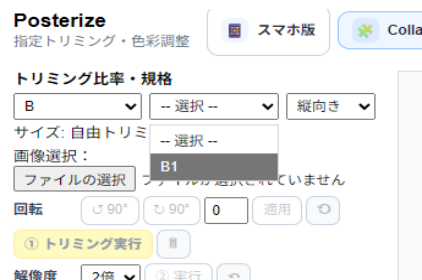 Posterize
指定トリミング・色彩調整
スマホ版
Colla
トリミング比率・規格
B
-- 選択 --
縦向き
サイズ: 自由トリミ
-- 選択 --
B1
画像選択：
ファイルの選択
ファイルが選択されていません
回転
↺ 90°
↻ 90°
0
適用
① トリミング実行
解像度
2倍
② 実行